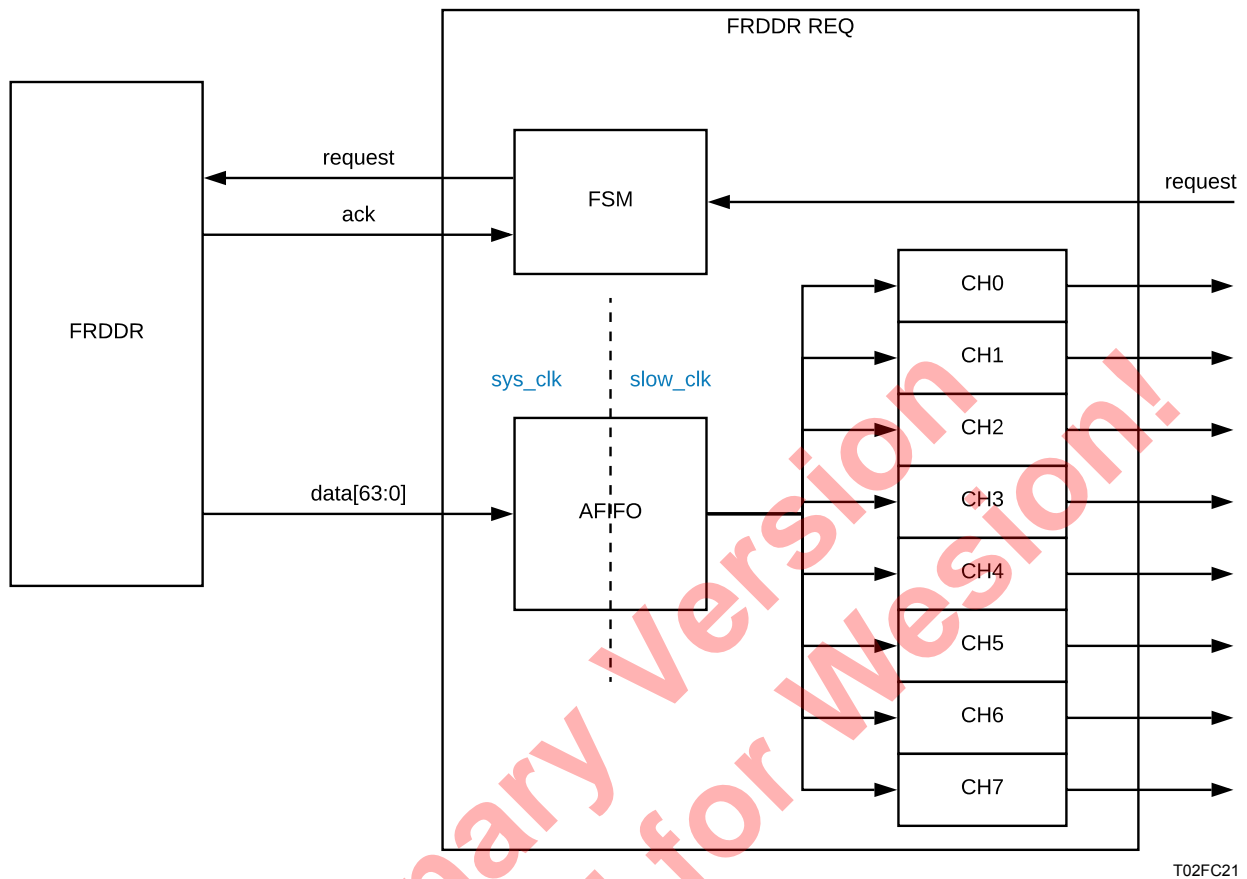 FRDDR REQ
request
FSM
request
ack
FRDDR
CH0
CH1
sys_clk
slow_clk
CH2
data[63:0]
AFIFO
CH3
CH4
CH5
CH6
CH7
nary Version
for Wesion!
T02FC21